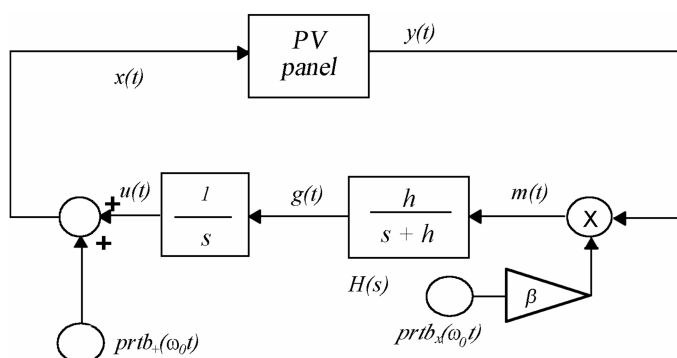 PV
panel
y(t)
x(t)
u(t)
1
s
g(t)
h
s + h
m(t)
X
+
+
H(s)
β
prtb₊(ω₀t)
prtbₓ(ω₀t)